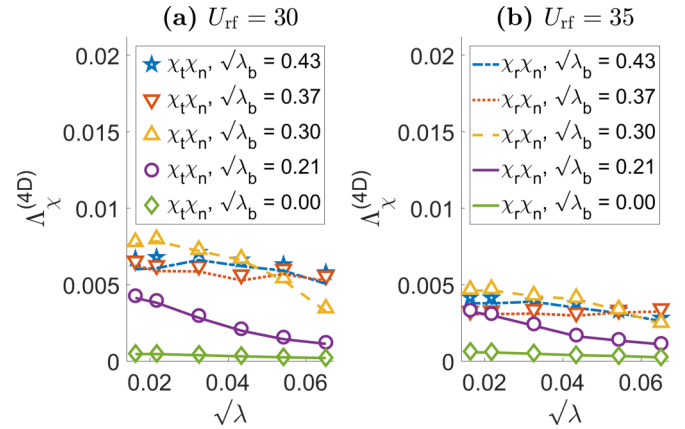 (a) U_rf = 30
(b) U_rf = 35
Λ_χ^(4D)
0.02
0.015
0.01
0.005
0
χ_tχ_n, √λ_b = 0.43
χ_tχ_n, √λ_b = 0.37
χ_tχ_n, √λ_b = 0.30
χ_tχ_n, √λ_b = 0.21
χ_tχ_n, √λ_b = 0.00
0.02 0.04 0.06
√λ
0.02
0.015
0.01
0.005
0
χ_rχ_n, √λ_b = 0.43
χ_rχ_n, √λ_b = 0.37
χ_rχ_n, √λ_b = 0.30
χ_rχ_n, √λ_b = 0.21
χ_rχ_n, √λ_b = 0.00
0.02 0.04 0.06
√λ